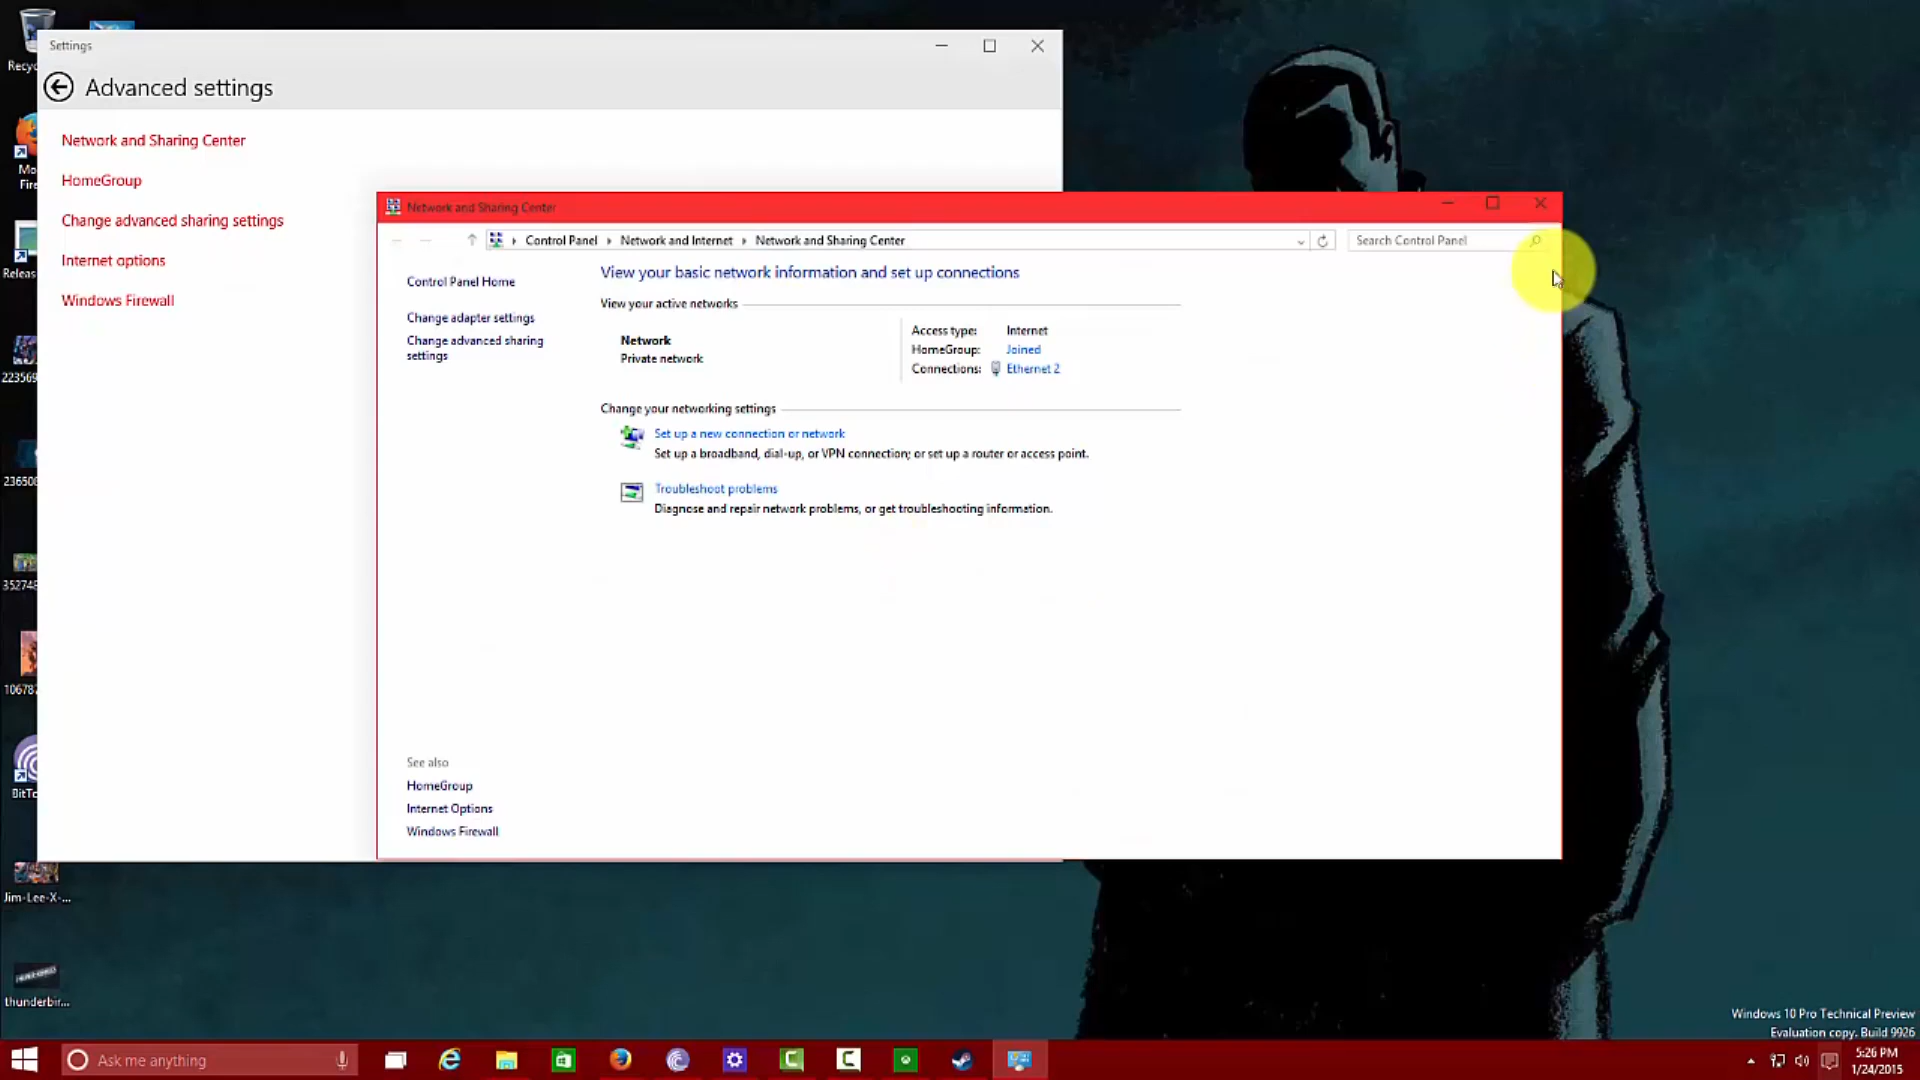 Settings
Advanced settings
Network and Sharing Center
HomeGroup
Change advanced sharing settings
Internet options
Windows Firewall
Network and Sharing Center
Control Panel
Network and Internet
Network and Sharing Center
Search Control Panel
Control Panel Home
Change adapter settings
Change advanced sharing
settings
View your basic network information and set up connections
View your active networks
Network
Private network
Access type: Internet
HomeGroup: Joined
Connections: Ethernet 2
Change your networking settings
Set up a new connection or network
Set up a broadband, dial-up, or VPN connection; or set up a router or access point.
Troubleshoot problems
Diagnose and repair network problems, or get troubleshooting information.
See also
HomeGroup
Internet Options
Windows Firewall
Recyc
Mo
Fire
Releas
223569
236508
352748
106787
BitTo
Jim-Lee-X-...
thunderbir...
Windows 10 Pro Technical Preview
Evaluation copy. Build 9926
Ask me anything
5:26 PM
1/24/2015